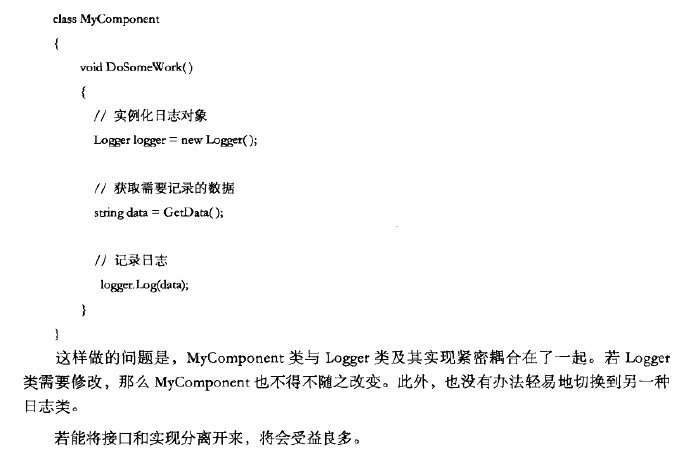 class MyComponent
{
void DoSomeWork( )
{
// 实例化日志对象
Logger logger = new Logger( );
// 获取需要记录的数据
string data = GetData( );
// 记录日志
logger.Log(data);
}
}
这样做的问题是，MyComponent 类与 Logger 类及其实现紧密耦合在了一起。若 Logger
类需要修改，那么 MyComponent 也不得不随之改变。此外，也没有办法轻易地切换到另一种
日志类。
若能将接口和实现分离开来，将会受益良多。